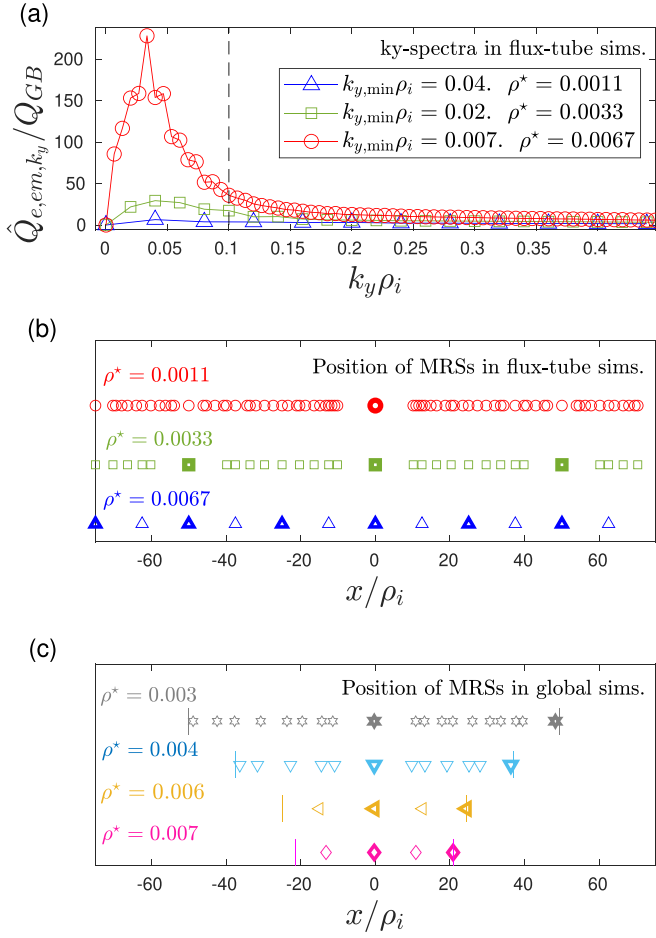 (a)
ky-spectra in flux-tube sims.
k_{y,min}ρ_i = 0.04. ρ^⋆ = 0.0011
k_{y,min}ρ_i = 0.02. ρ^⋆ = 0.0033
k_{y,min}ρ_i = 0.007. ρ^⋆ = 0.0067
Q̂_{e,em,k_y}/Q_{GB}
200
150
100
50
0
0 0.05 0.1 0.15 0.2 0.25 0.3 0.35 0.4
k_yρ_i
(b)
Position of MRSs in flux-tube sims.
ρ^⋆ = 0.0011
ρ^⋆ = 0.0033
ρ^⋆ = 0.0067
-60 -40 -20 0 20 40 60
x/ρ_i
(c)
Position of MRSs in global sims.
ρ^⋆ = 0.003
ρ^⋆ = 0.004
ρ^⋆ = 0.006
ρ^⋆ = 0.007
-60 -40 -20 0 20 40 60
x/ρ_i